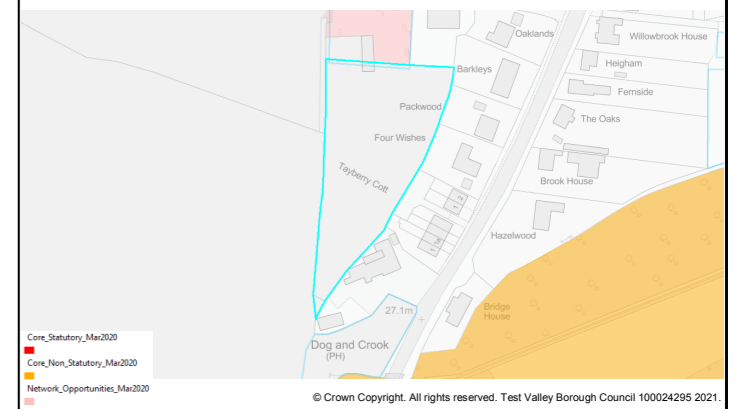 Oaklands
Willowbrook House
Barkleys
Heigham
Fernside
Packwood
The Oaks
Four Wishes
Tayberry Cott
Brook House
Hazelwood
27.1m
Bridge
House
Dog and Crook
(PH)
Core_Statutory_Mar2020
Core_Non_Statutory_Mar2020
Network_Opportunities_Mar2020
© Crown Copyright. All rights reserved. Test Valley Borough Council 100024295 2021.